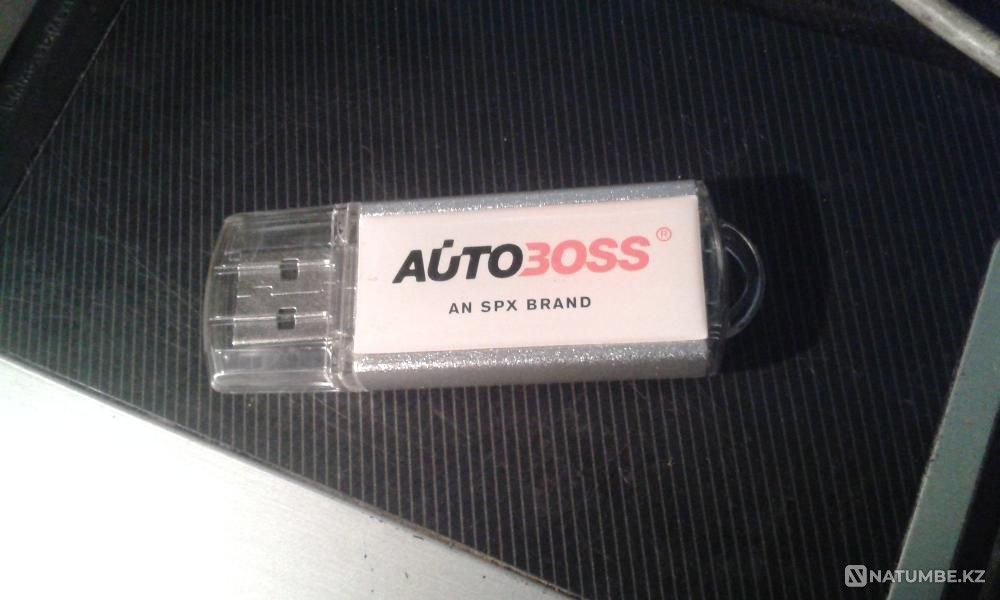 AUTOBOSS®
AN SPX BRAND
NATUMBE.KZ